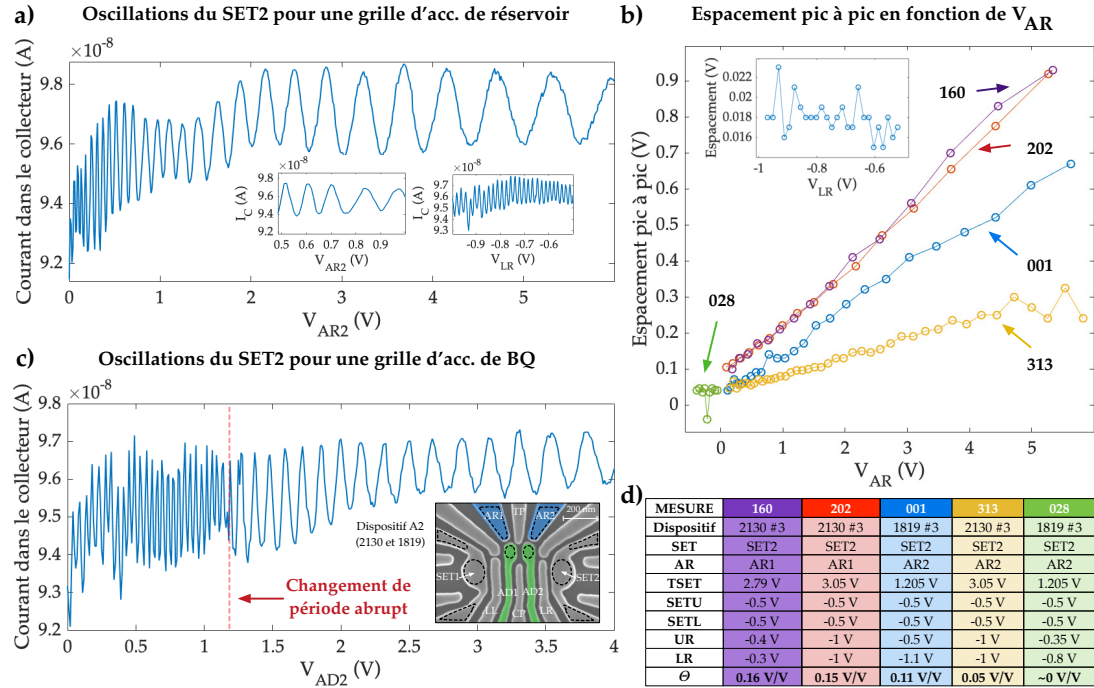 a)
Oscillations du SET2 pour une grille d'acc. de réservoir
×10⁻⁸
Courant dans le collecteur (A)
9.8
9.6
9.4
9.2
0
1
2
3
4
5
V_AR2 (V)
×10⁻⁸
I_C (A)
9.6
9.4
9.2
0.5 0.6 0.7 0.8 0.9
V_AR2 (V)
I_C (A)
9.7
9.6
9.5
9.4
9.3
-0.9 -0.8 -0.7 -0.6
V_LR (V)
b)
Espacement pic à pic en fonction de V_AR
Espacement pic à pic (V)
0.9
0.8
0.7
0.6
0.5
0.4
0.3
0.2
0.1
0
0 1 2 3 4 5
V_AR (V)
Espacement (V)
0.022
0.020
0.018
0.016
-1 -0.8 -0.6
V_LR (V)
160
202
001
028
313
c)
Oscillations du SET2 pour une grille d'acc. de BQ
×10⁻⁸
Courant dans le collecteur (A)
9.8
9.7
9.6
9.5
9.4
9.3
9.2
0 0.5 1 1.5 2 2.5 3 3.5 4
V_AD2 (V)
Changement de
période abrupt
Dispositif A2
(2130 et 1819)
AR1 TP AR2
200 nm
SET1 SET2
AD1 AD2
LL CP LR
d)
MESURE 160 202 001 313 028
Dispositif 2130 #3 2130 #3 1819 #3 2130 #3 1819 #3
SET SET2 SET2 SET2 SET2 SET2
AR AR1 AR1 AR2 AR2 AR2
TSET 2.79 V 3.05 V 1.205 V 3.05 V 1.205 V
SETU -0.5 V -0.5 V -0.5 V -0.5 V -0.5 V
SETL -0.5 V -0.5 V -0.5 V -0.5 V -0.5 V
UR -0.4 V -1 V -0.5 V -1 V -0.35 V
LR -0.3 V -1 V -1.1 V -1 V -0.8 V
Θ 0.16 V/V 0.15 V/V 0.11 V/V 0.05 V/V ~0 V/V